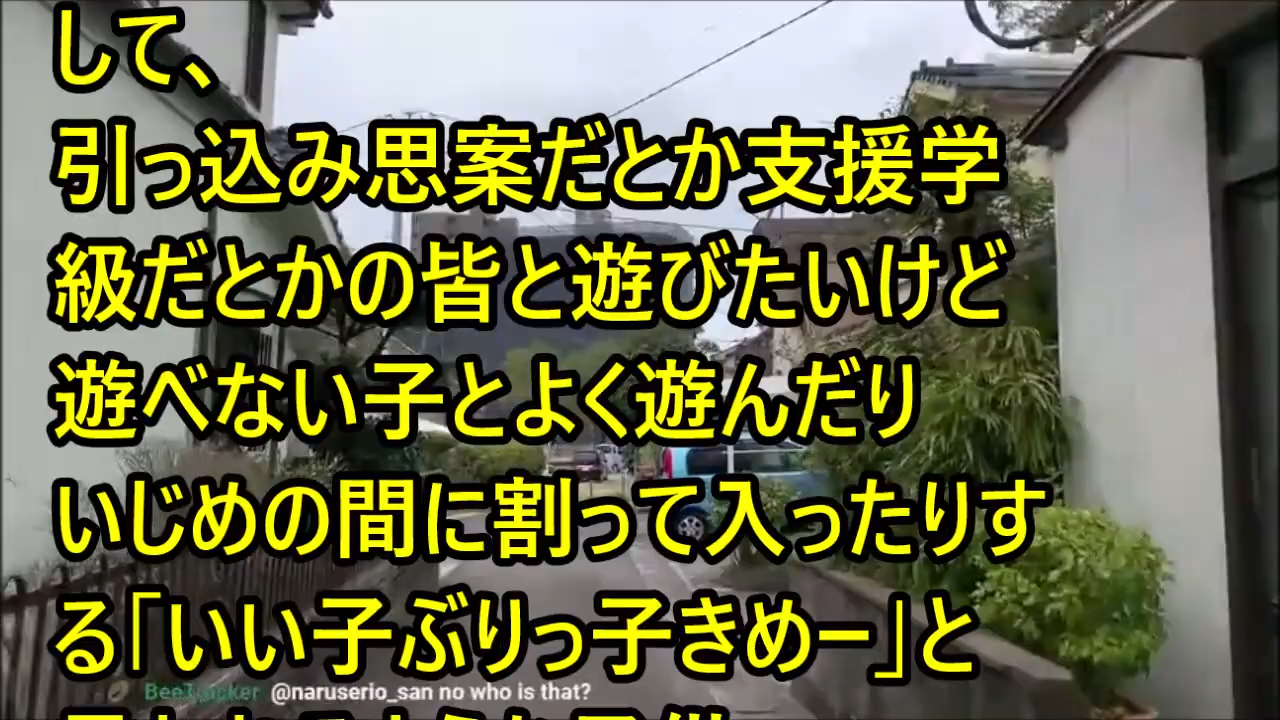 して、
引っ込み思案だとか支援学
級だとかの皆と遊びたいけど
遊べない子とよく遊んだり
いじめの間に割って入ったりす
る「いい子ぶりっ子きめー」と
@naruserio_san no who is that?